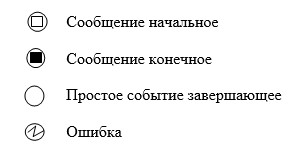 Сообщение начальное
Сообщение конечное
Простое событие завершающее
Ошибка